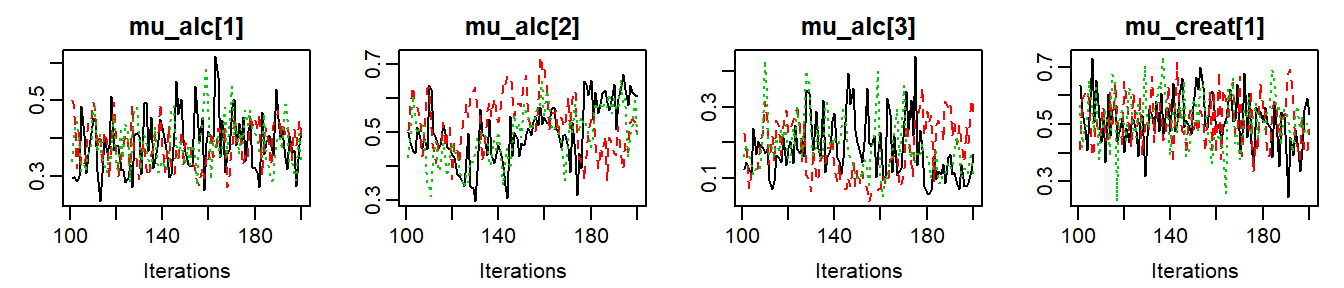 mu_alc[1]
0.3 0.5
100 140 180
Iterations
mu_alc[2]
0.3 0.5 0.7
100 140 180
Iterations
mu_alc[3]
0.1 0.3
100 140 180
Iterations
mu_creat[1]
0.3 0.5 0.7
100 140 180
Iterations